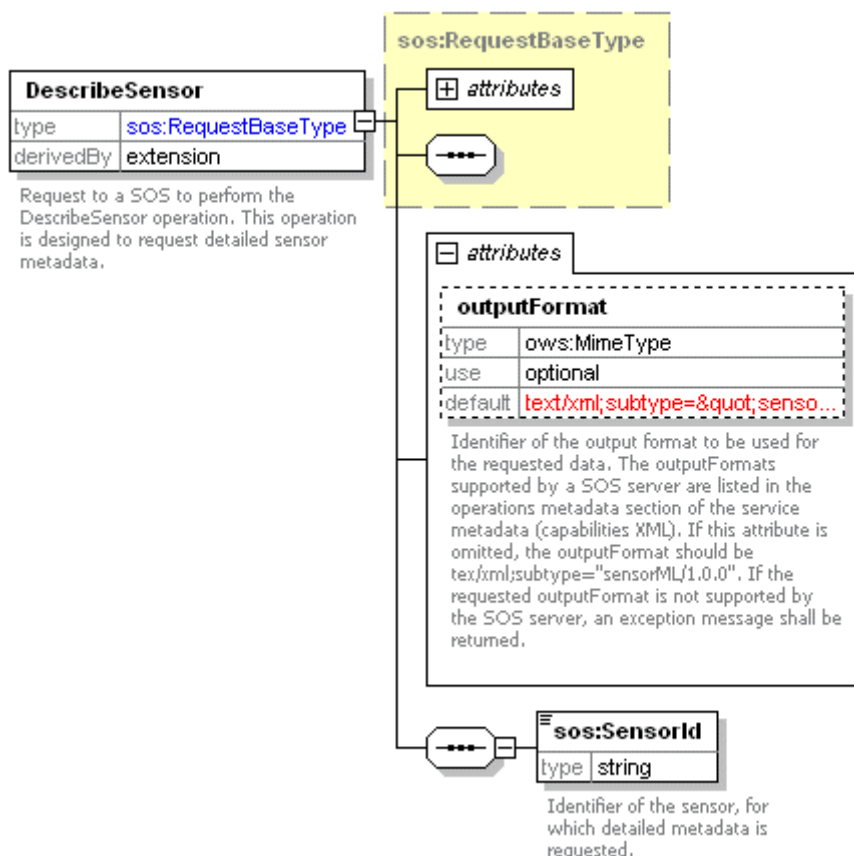 sos:RequestBaseType
DescribeSensor
type sos:RequestBaseType
derivedBy extension
Request to a SOS to perform the
DescribeSensor operation. This operation
is designed to request detailed sensor
metadata.
attributes
attributes
outputFormat
type ows:MimeType
use optional
default text/xml;subtype=&quot;senso...
Identifier of the output format to be used for
the requested data. The outputFormats
supported by a SOS server are listed in the
operations metadata section of the service
metadata (capabilities XML). If this attribute is
omitted, the outputFormat should be
tex/xml;subtype="sensorML/1.0.0". If the
requested outputFormat is not supported by
the SOS server, an exception message shall be
returned.
sos:SensorId
type string
Identifier of the sensor, for
which detailed metadata is
requested.